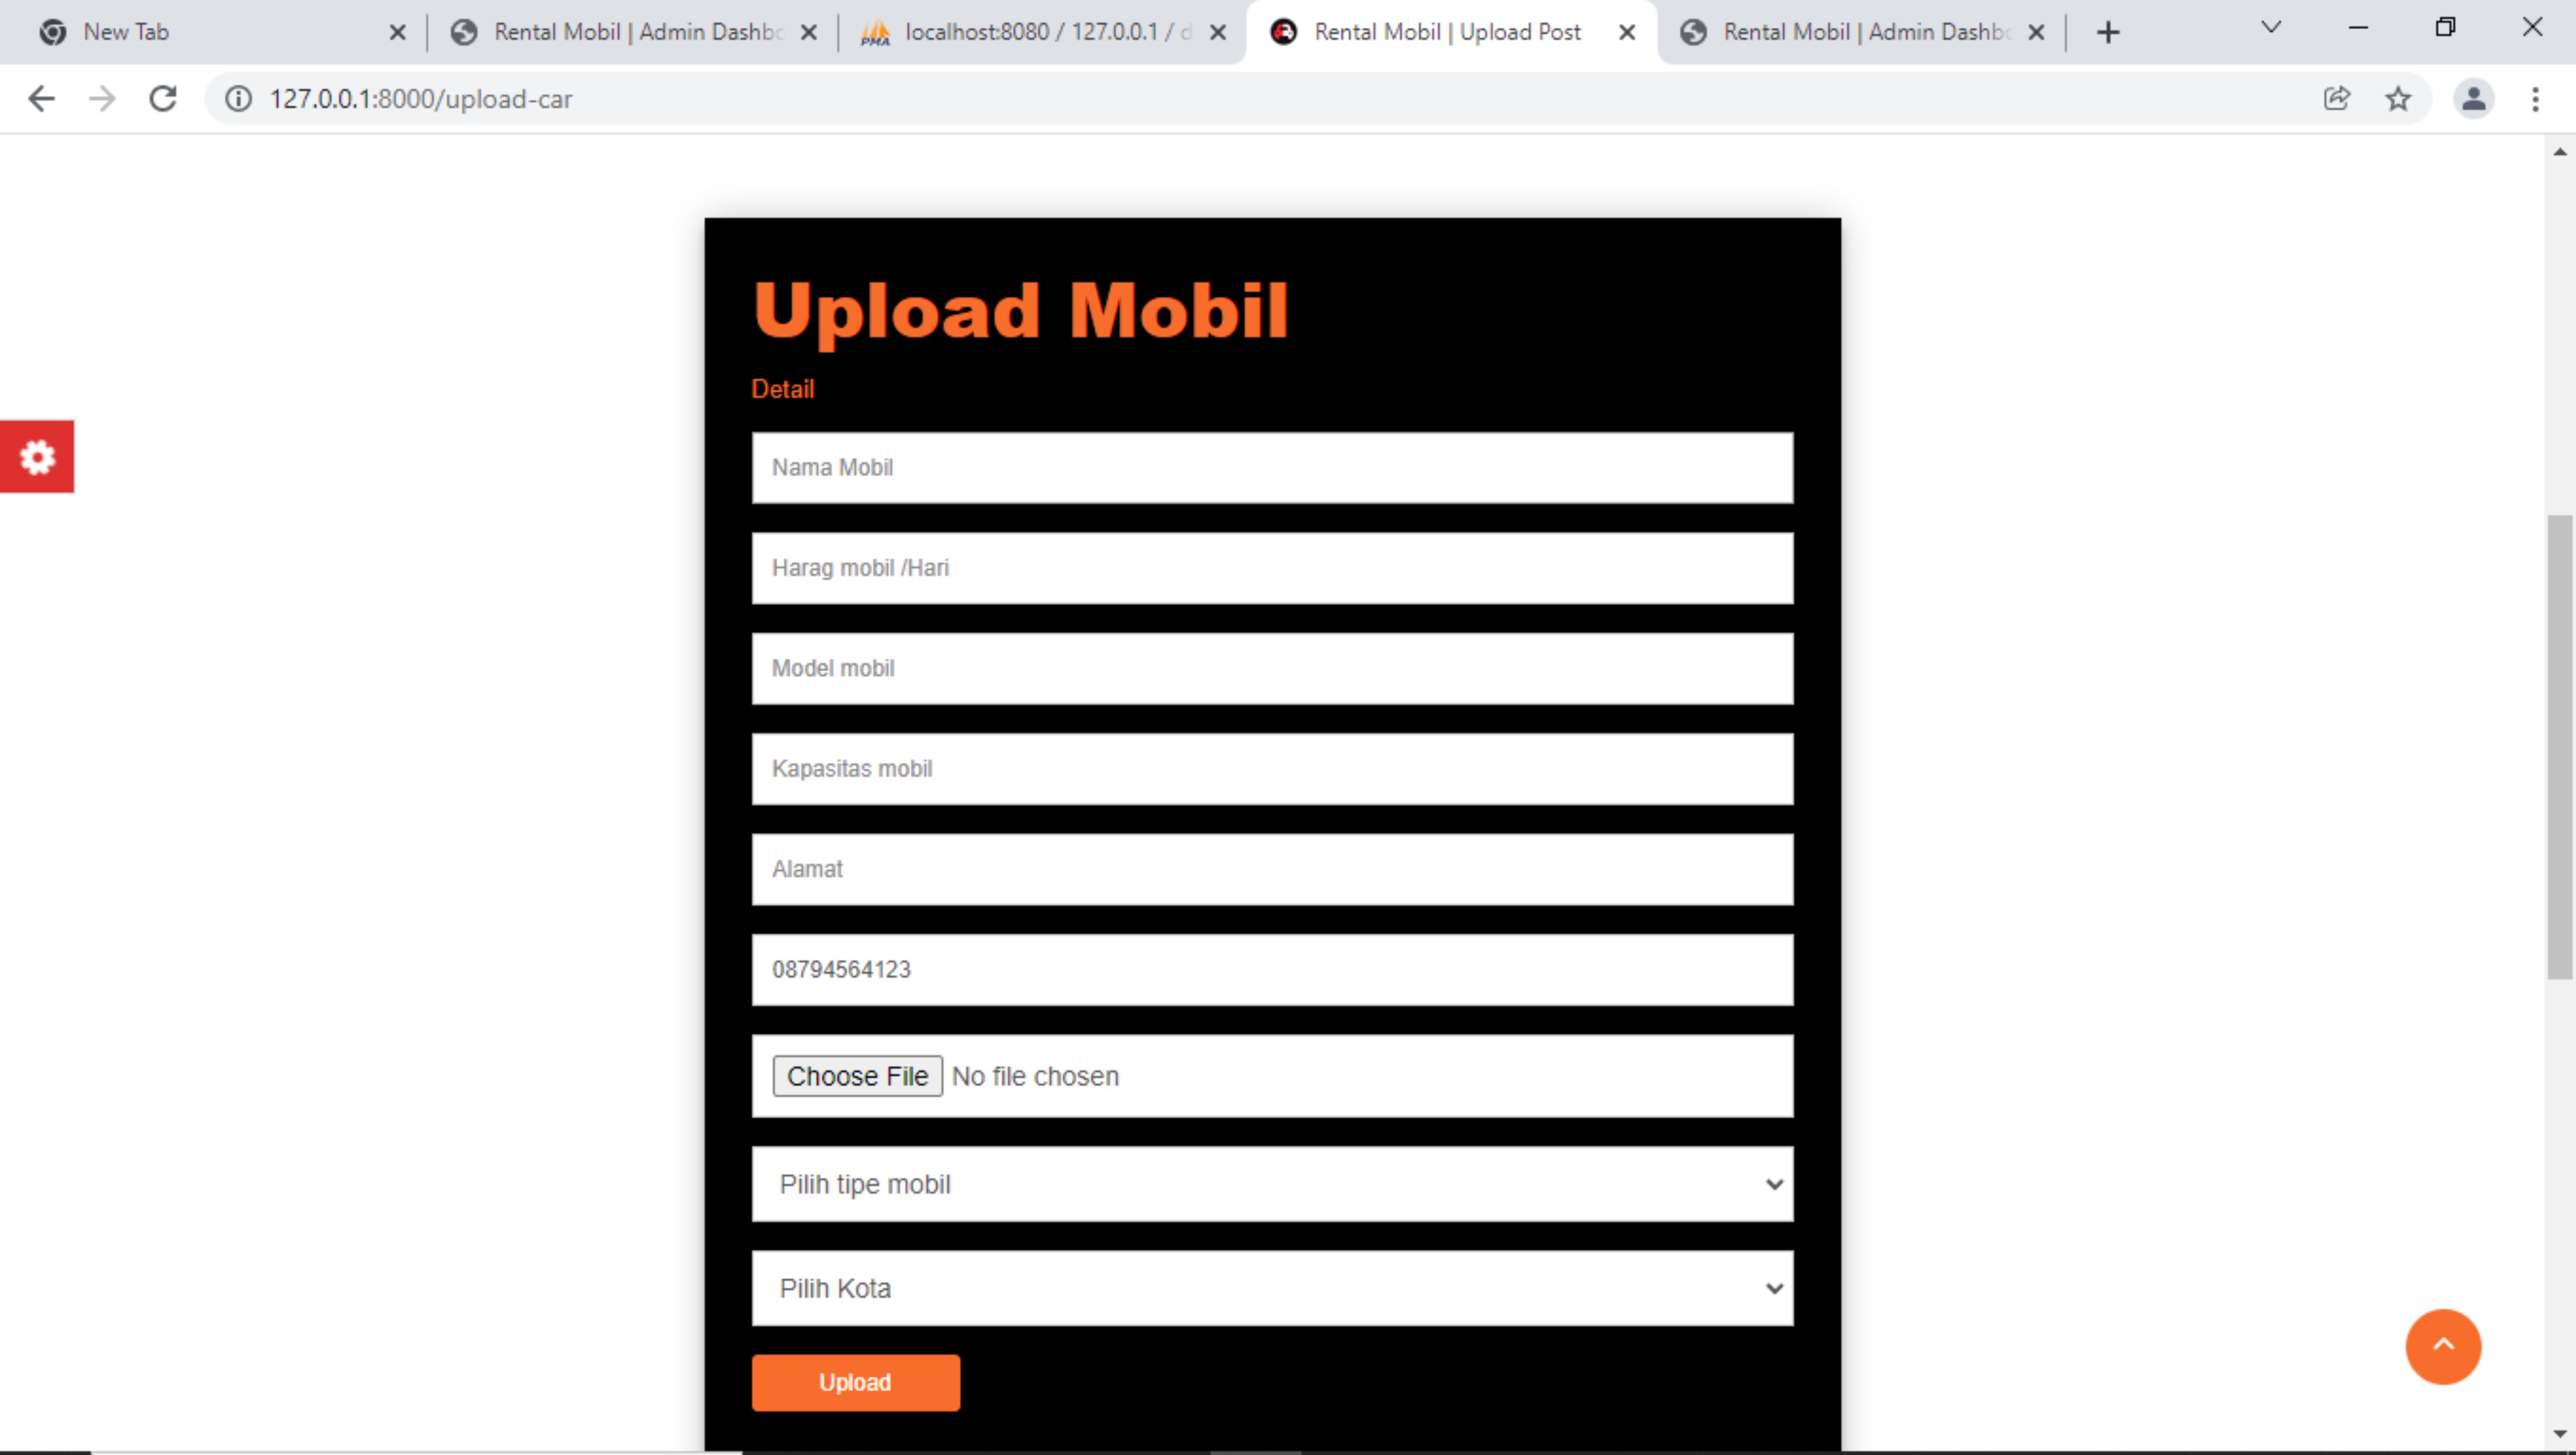 New Tab
Rental Mobil | Admin Dashbo
PMA
localhost:8080 / 127.0.0.1 / d
Rental Mobil | Upload Post
Rental Mobil | Admin Dashbo
127.0.0.1:8000/upload-car
Upload Mobil
Detail
Nama Mobil
Harag mobil /Hari
Model mobil
Kapasitas mobil
Alamat
08794564123
Choose File No file chosen
Pilih tipe mobil
Pilih Kota
Upload